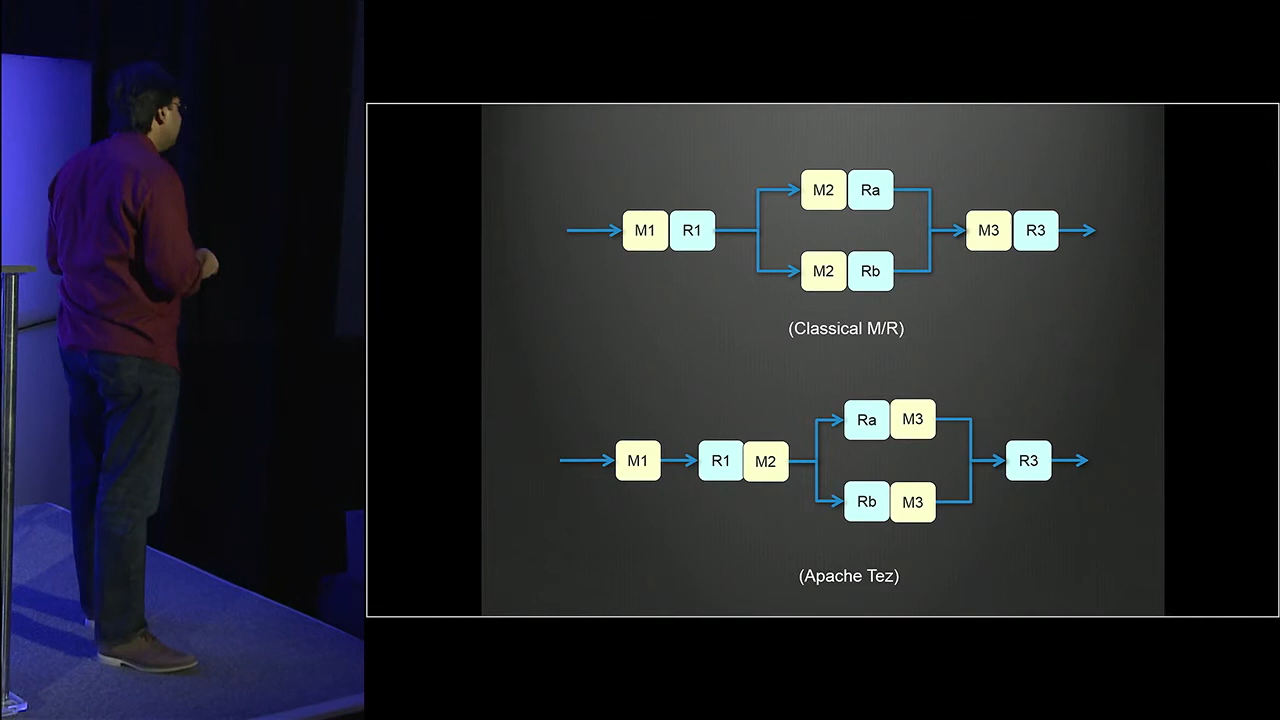 M2 Ra
M1 R1 M3 R3
M2 Rb
(Classical M/R)
Ra M3
M1 R1 M2 R3
Rb M3
(Apache Tez)